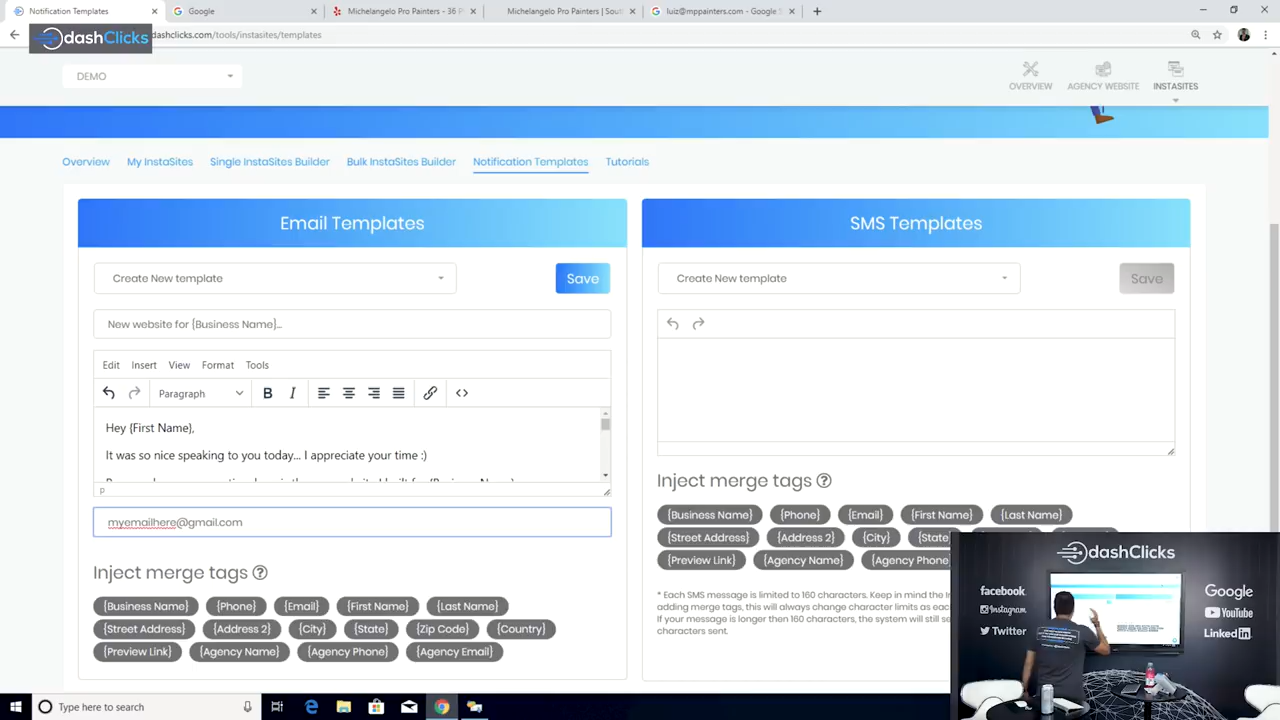 Notification Templates
Google
Michelangelo Pro Painters - 36 P
Michelangelo Pro Painters | Sout
luiz@mppainters.com - Google S
dashClicks
dashclicks.com/tools/instasites/templates
DEMO
OVERVIEW
AGENCY WEBSITE
INSTASITES
Overview
My InstaSites
Single InstaSites Builder
Bulk InstaSites Builder
Notification Templates
Tutorials
Email Templates
Create New template
Save
New website for {Business Name}...
Edit Insert View Format Tools
Paragraph
B I
Hey {First Name},
It was so nice speaking to you today... I appreciate your time :)
p
myemailhere@gmail.com
Inject merge tags
{Business Name} {Phone} {Email} {First Name} {Last Name}
{Street Address} {Address 2} {City} {State} {Zip Code} {Country}
{Preview Link} {Agency Name} {Agency Phone} {Agency Email}
SMS Templates
Create New template
Save
Inject merge tags
{Business Name} {Phone} {Email} {First Name} {Last Name}
{Street Address} {Address 2} {City} {State
{Preview Link} {Agency Name} {Agency Phone
* Each SMS message is limited to 160 characters. Keep in mind the In
adding merge tags, this will always change character limits as each
If your message is longer then 160 characters, the system will still se
characters sent.
dashClicks
facebook
Instagram
Twitter
Google
YouTube
Linked in
Type here to search